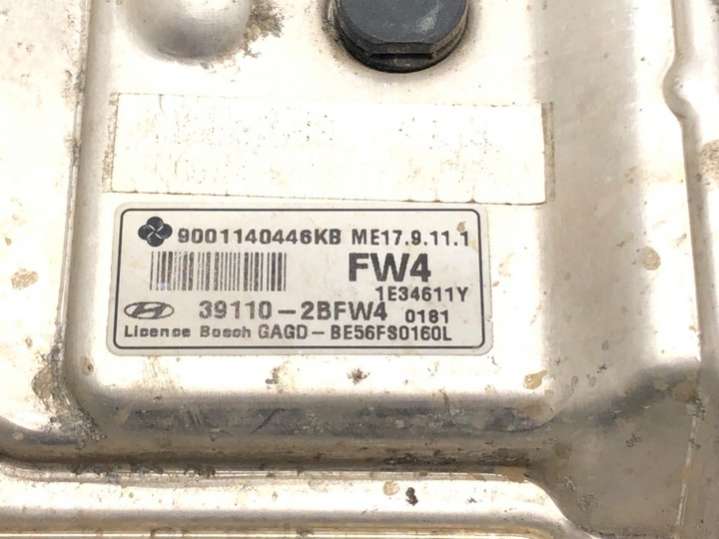 9001140446KB ME17.9.11.1
FW4
1E34611Y
39110-2BFW4 0181
Licence Bosch GAGD-BE56FS0160L